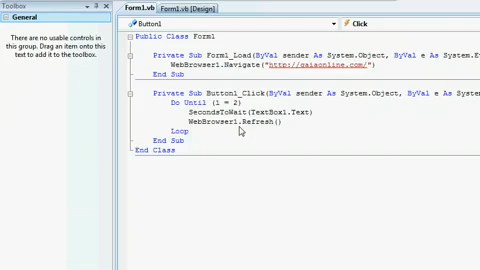 Toolbox
General
There are no usable controls in
this group. Drag an item onto this
text to add it to the toolbox.
Form1.vb Form1.vb [Design]
Button1 Click
Public Class Form1
Private Sub Form1_Load(ByVal sender As System.Object, ByVal e As System.Ev
WebBrowser1.Navigate("http://gaiaonline.com/")
End Sub
Private Sub Button1_Click(ByVal sender As System.Object, ByVal e As System
Do Until (1 = 2)
SecondsToWait(TextBox1.Text)
WebBrowser1.Refresh()
Loop
End Sub
End Class